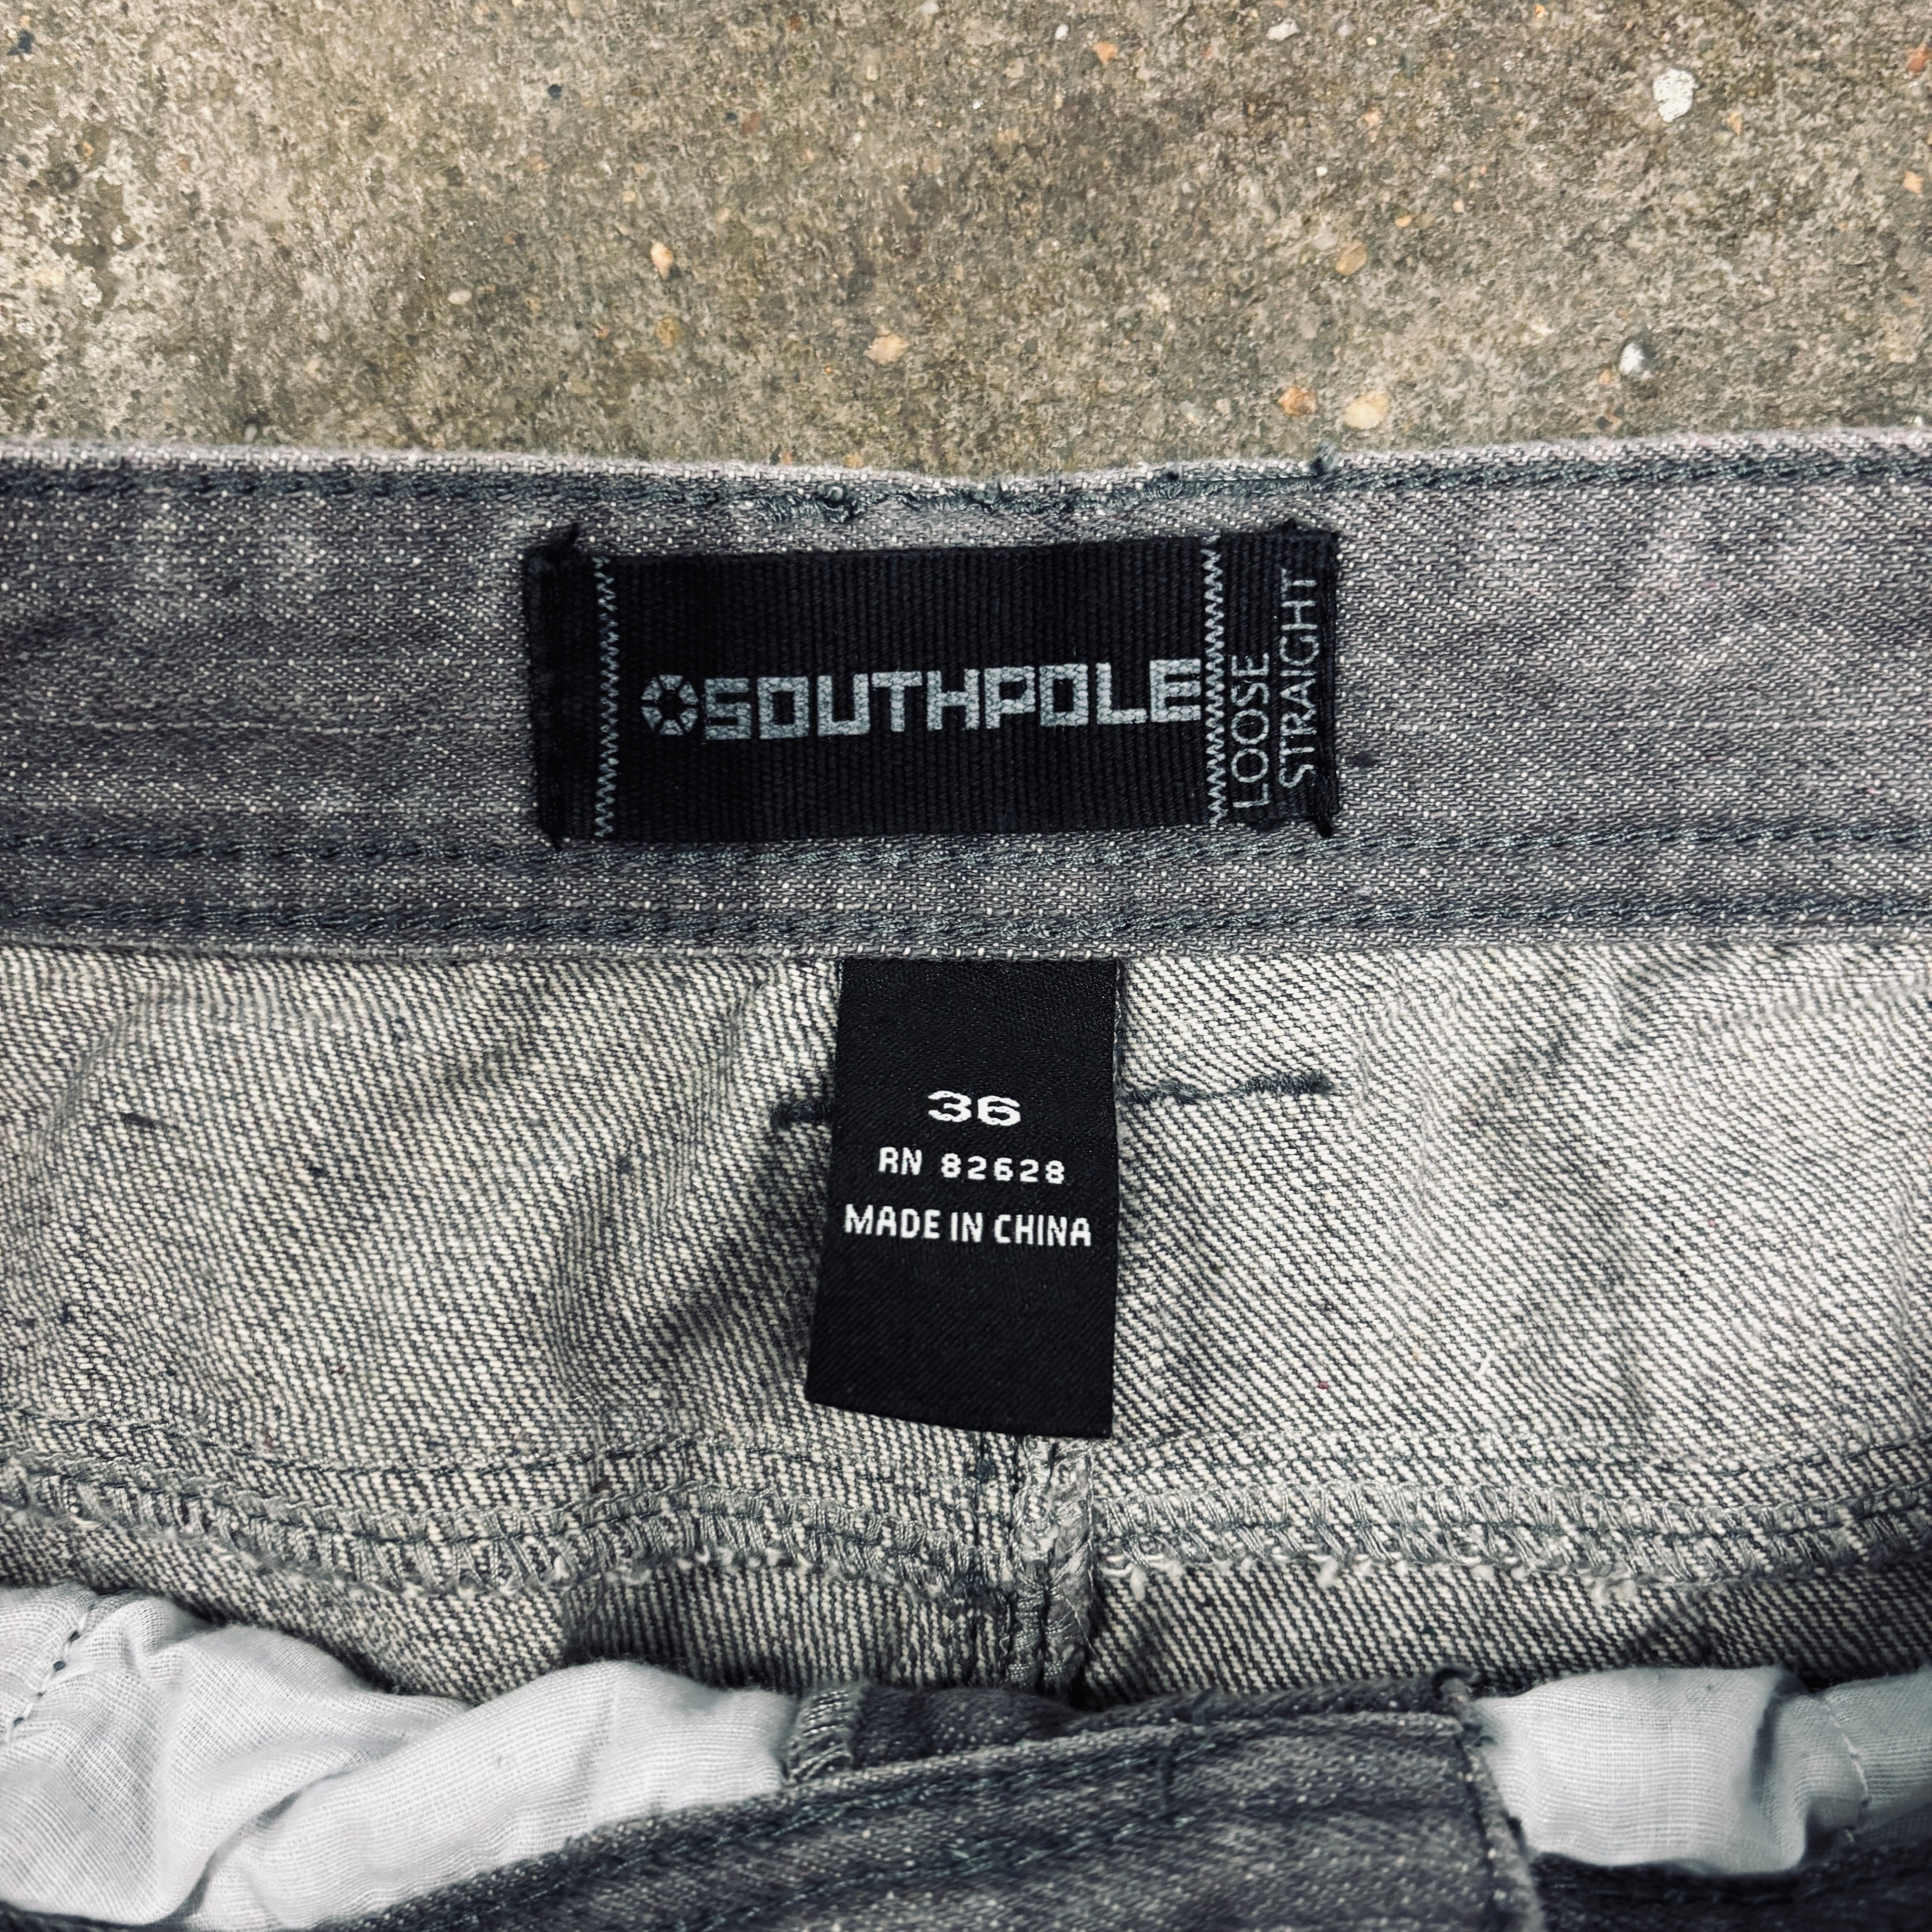 SOUTHPOLE
LOOSE
STRAIGHT
36
RN 82628
MADE IN CHINA